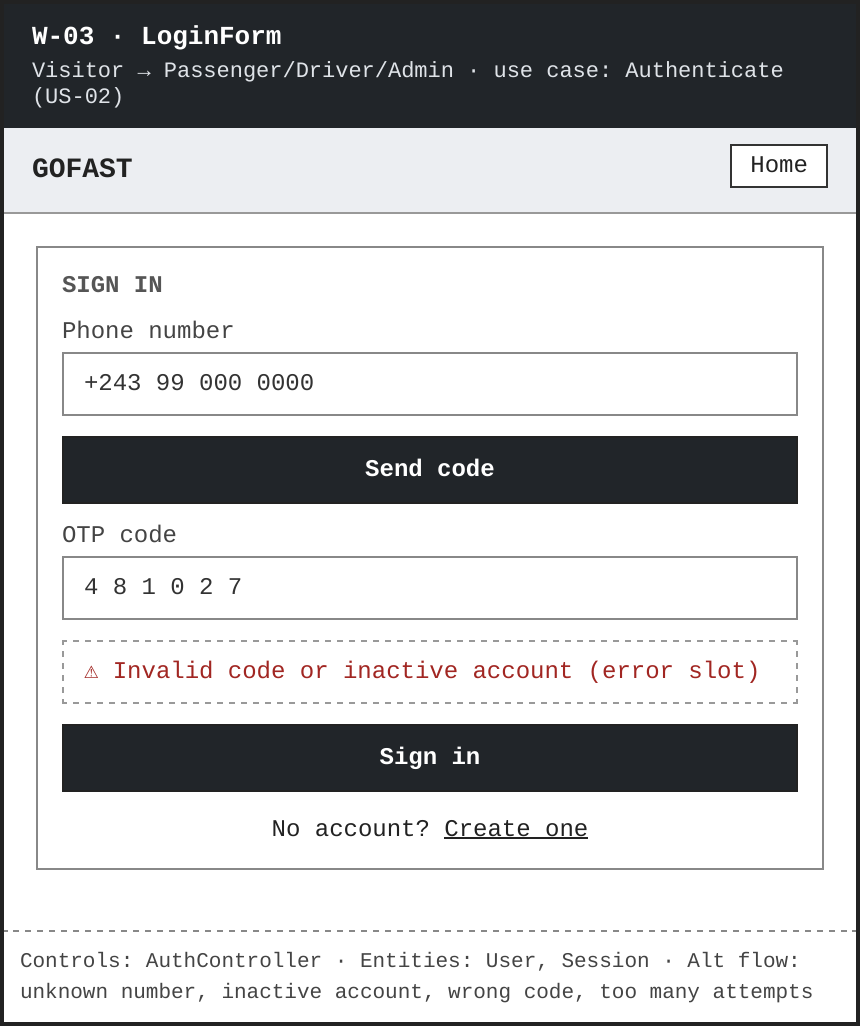 W-03 · LoginForm
Visitor → Passenger/Driver/Admin · use case: Authenticate
(US-02)
GOFAST
Home
SIGN IN
Phone number
+243 99 000 0000
Send code
OTP code
4 8 1 0 2 7
⚠ Invalid code or inactive account (error slot)
Sign in
No account? Create one
Controls: AuthController · Entities: User, Session · Alt flow:
unknown number, inactive account, wrong code, too many attempts